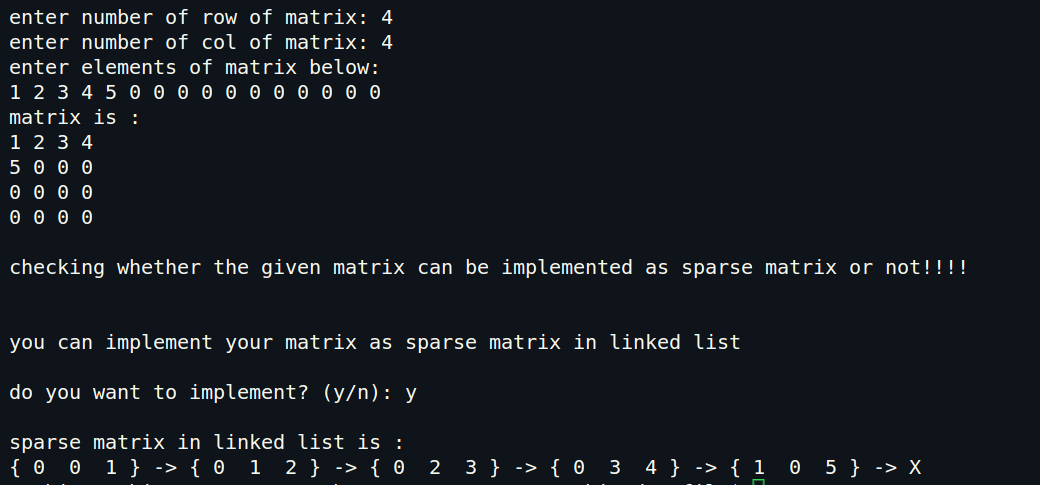 enter number of row of matrix: 4
enter number of col of matrix: 4
enter elements of matrix below:
1 2 3 4 5 0 0 0 0 0 0 0 0 0 0 0
matrix is :
1 2 3 4
5 0 0 0
0 0 0 0
0 0 0 0
checking whether the given matrix can be implemented as sparse matrix or not!!!!
you can implement your matrix as sparse matrix in linked list
do you want to implement? (y/n): y
sparse matrix in linked list is :
{ 0  0  1 } -> { 0  1  2 } -> { 0  2  3 } -> { 0  3  4 } -> { 1  0  5 } -> X